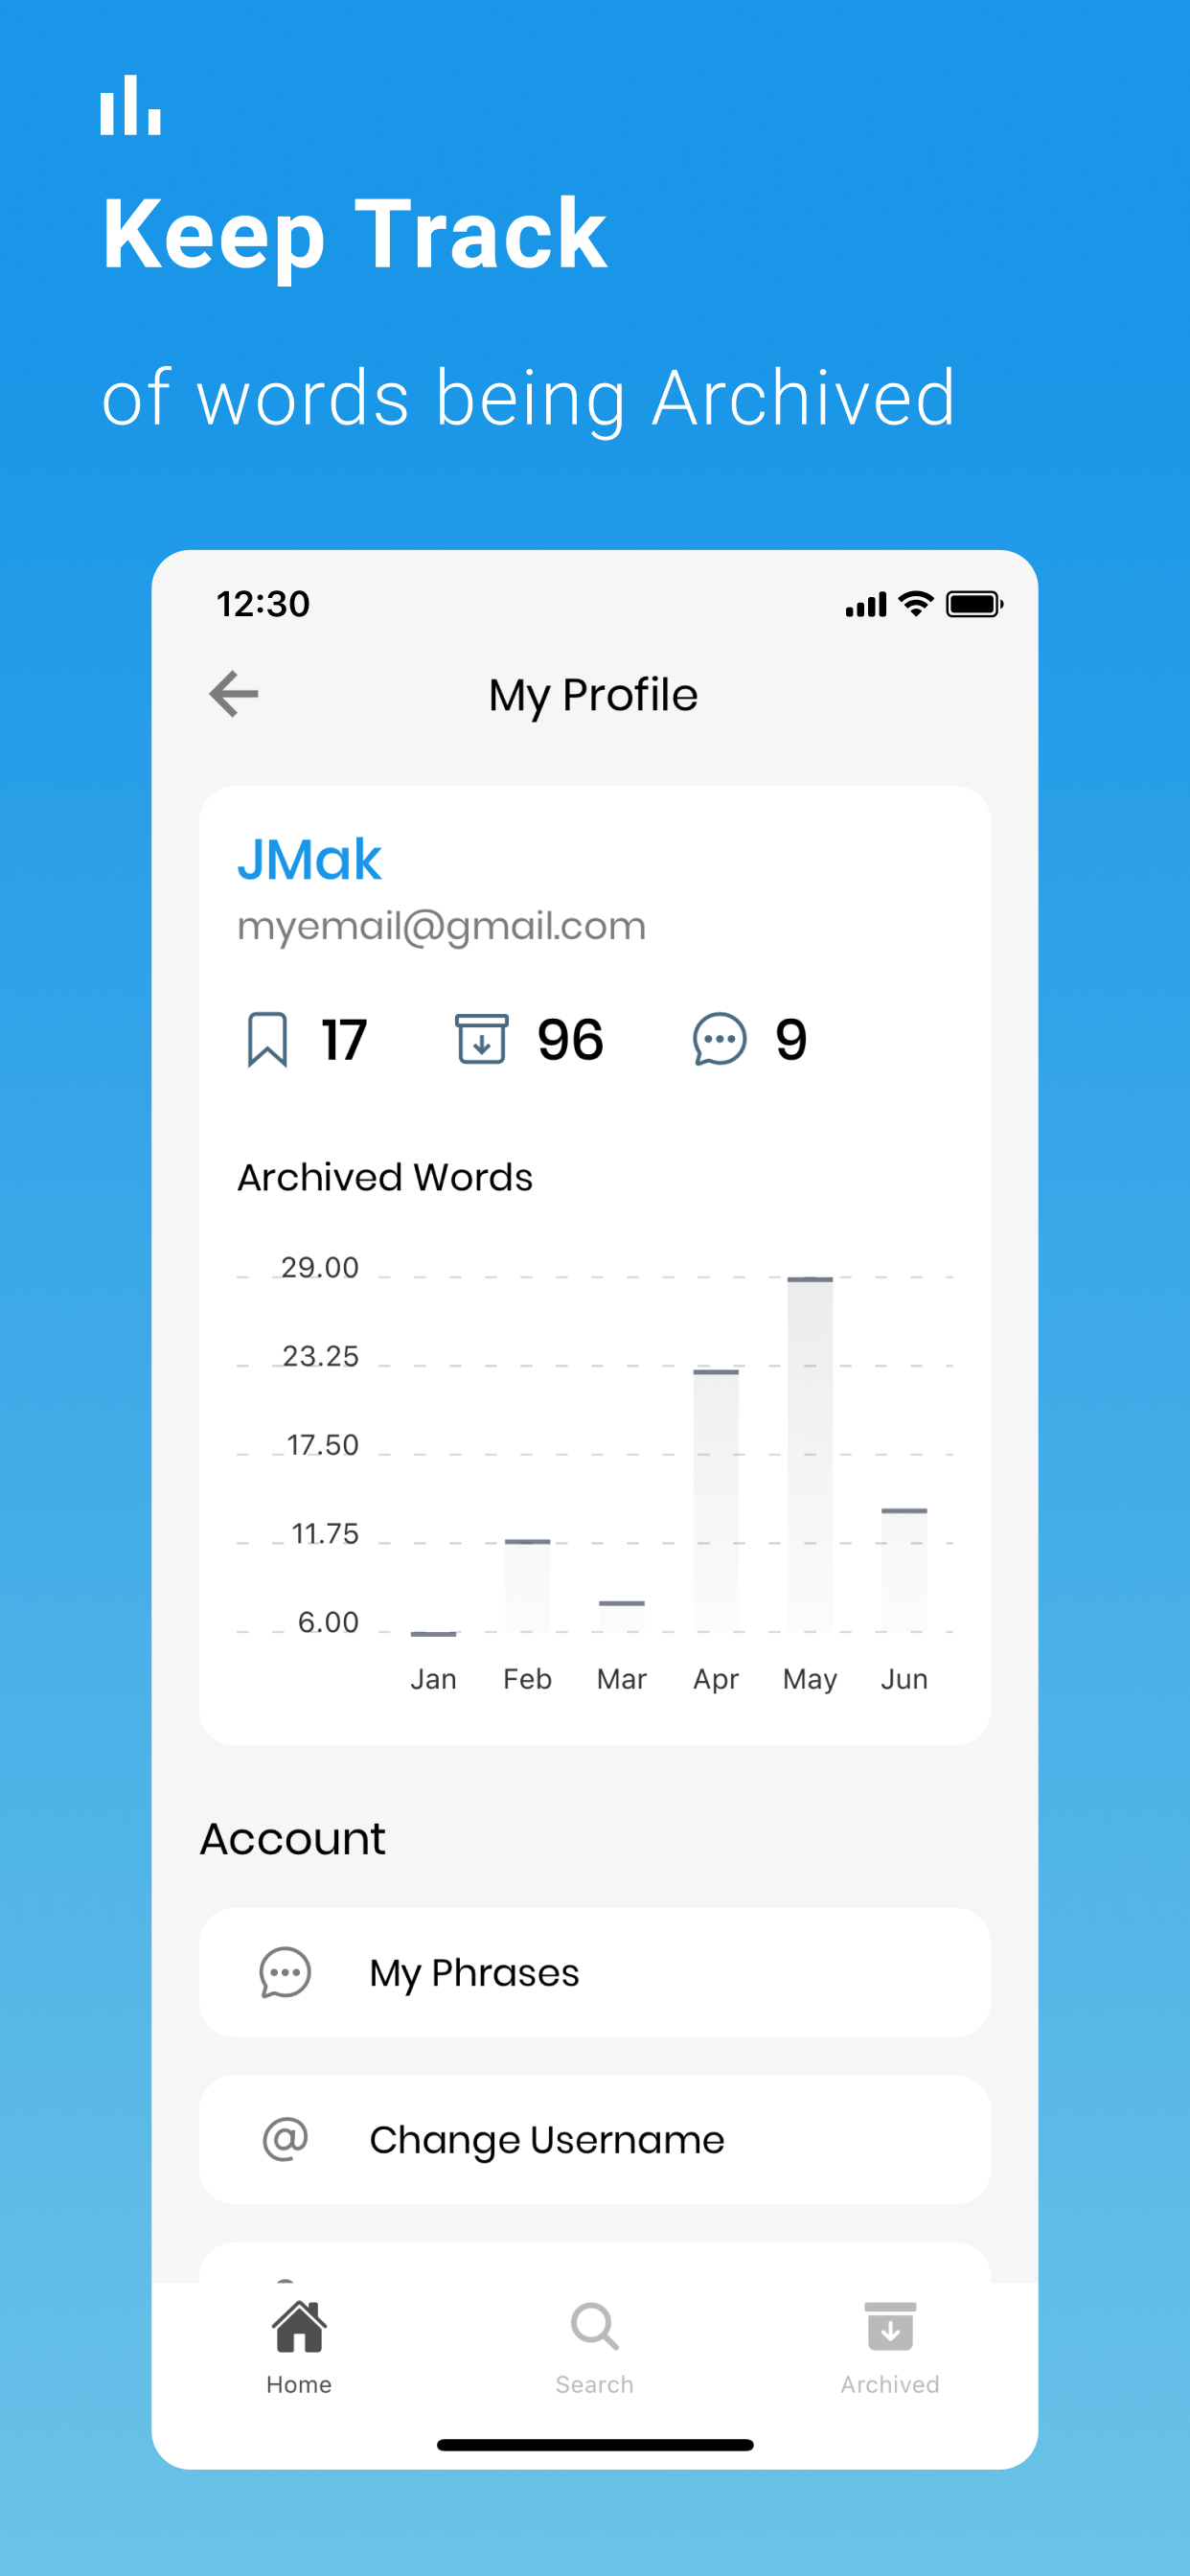 Keep Track
of words being Archived
12:30
My Profile
JMak
myemail@gmail.com
17 96 9
Archived Words
29.00
23.25
17.50
11.75
6.00
Jan Feb Mar Apr May Jun
Account
My Phrases
@ Change Username
Home Search Archived